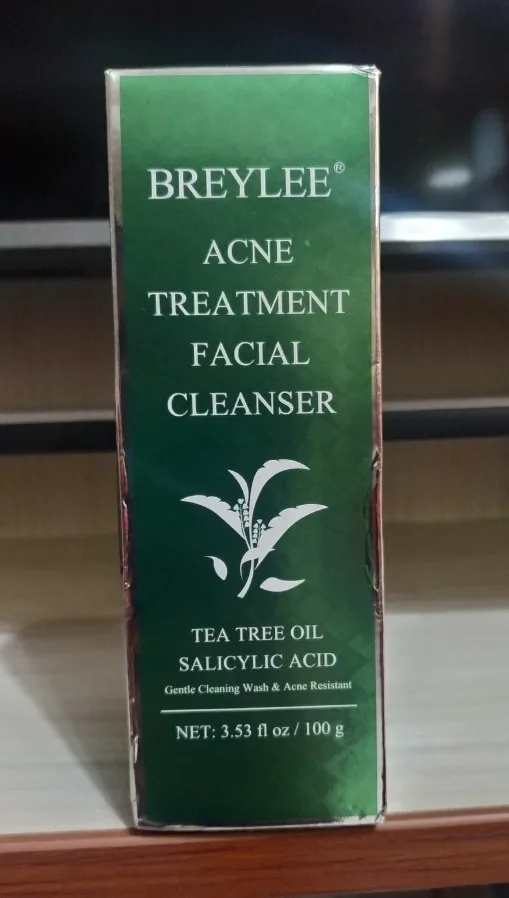 BREYLEE®
ACNE
TREATMENT
FACIAL
CLEANSER
TEA TREE OIL
SALICYLIC ACID
Gentle Cleaning Wash & Acne Resistant
NET: 3.53 fl oz / 100 g